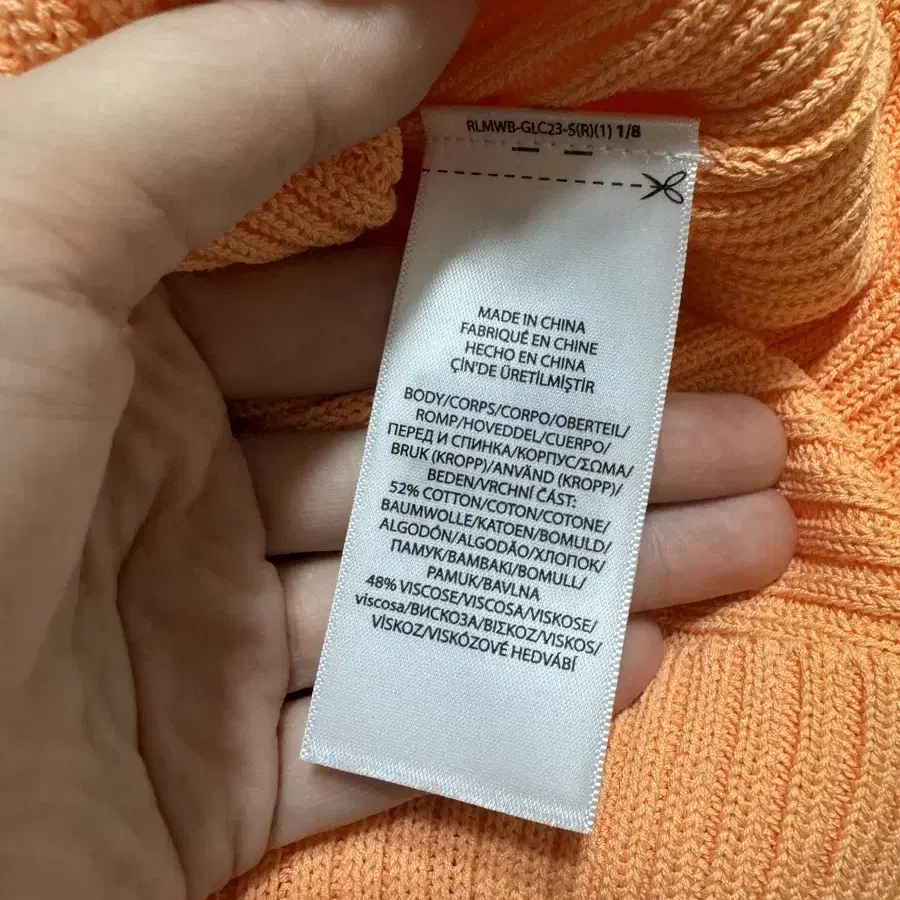 RLMWB-GLC23-S(R)(1) 1/8
MADE IN CHINA
FABRIQUÉ EN CHINE
HECHO EN CHINA
ÇİN'DE ÜRETİLMİŞTİR
BODY/CORPS/CORPO/OBERTEIL/
ROMP/HOVEDDEL/CUERPO/
ПЕРЕД И СПИНКА/КОРПУС/ΣΩΜΑ/
BRUK (KROPP)/ANVÄND (KROPP)/
BEDEN/VRCHNÍ ČÁST:
52% COTTON/COTON/COTONE/
BAUMWOLLE/KATOEN/BOMULD/
ALGODÓN/ALGODÃO/ХЛОПОК/
ПАМУК/BAMBAKI/BOMULL/
PAMUK/BAVLNA
48% VISCOSE/VISCOSA/VISKOSE/
viscosa/ВИСКОЗА/ΒΙΣΚΟΖ/VISKOS/
VİSKOZ/VISKÓZOVÉ HEDVÁBÍ